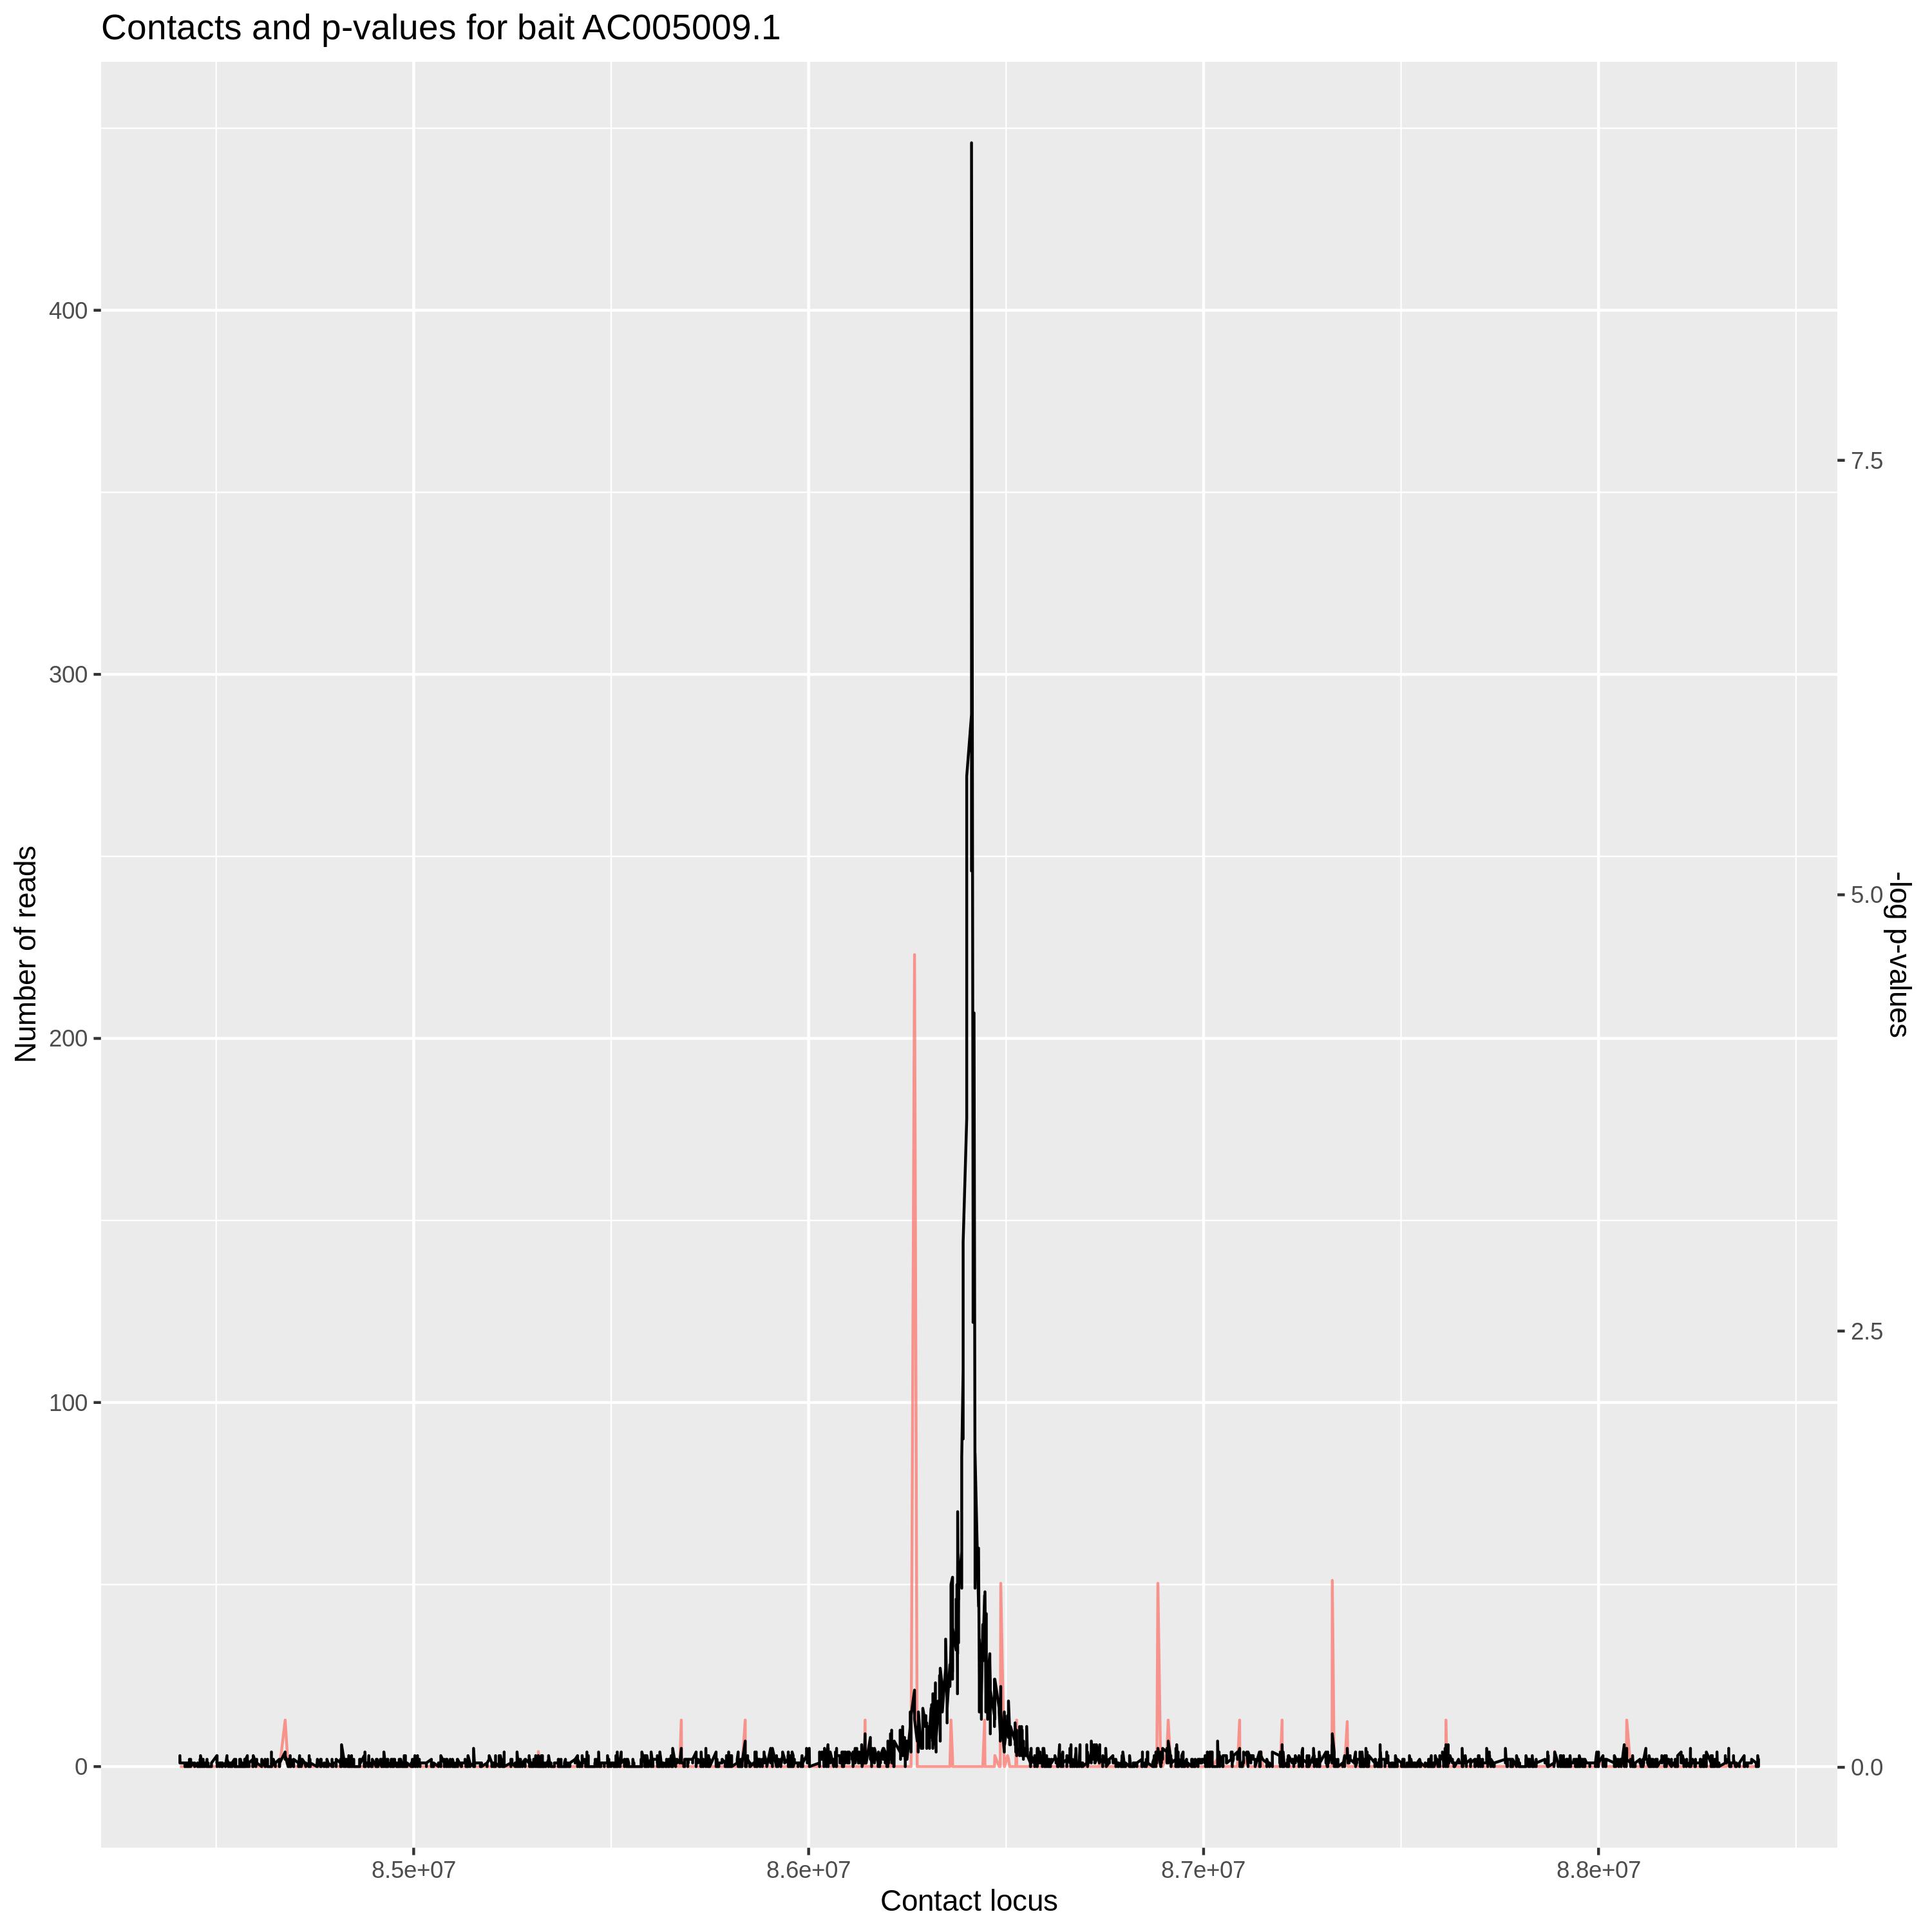 Contacts and p-values for bait AC005009.1
400
300
200
100
0
Number of reads
7.5
5.0
2.5
0.0
-log p-values
8.5e+07
8.6e+07
8.7e+07
8.8e+07
Contact locus